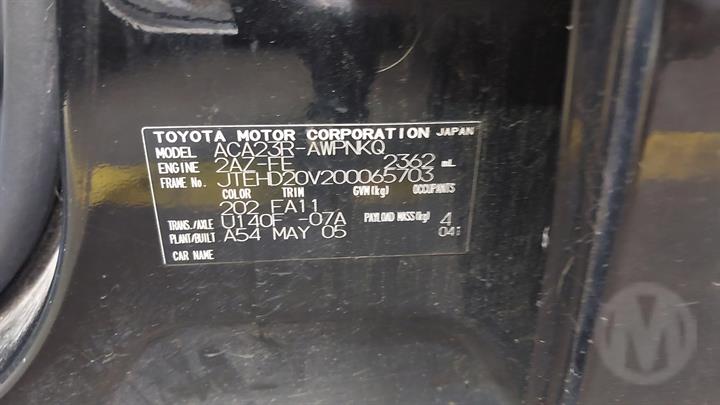 TOYOTA MOTOR CORPORATION JAPAN
MODEL ACA23R-AWPNKQ
ENGINE 2AZ-FE 2362 mL
FRAME No. JTEHD20V200065703
COLOR TRIM GVM(kg) OCCUPANTS
202 FA11
TRANS./AXLE U140F -07A PAYLOAD MASS(kg) 4
PLANT/BUILT A54 MAY 05 041
CAR NAME
M